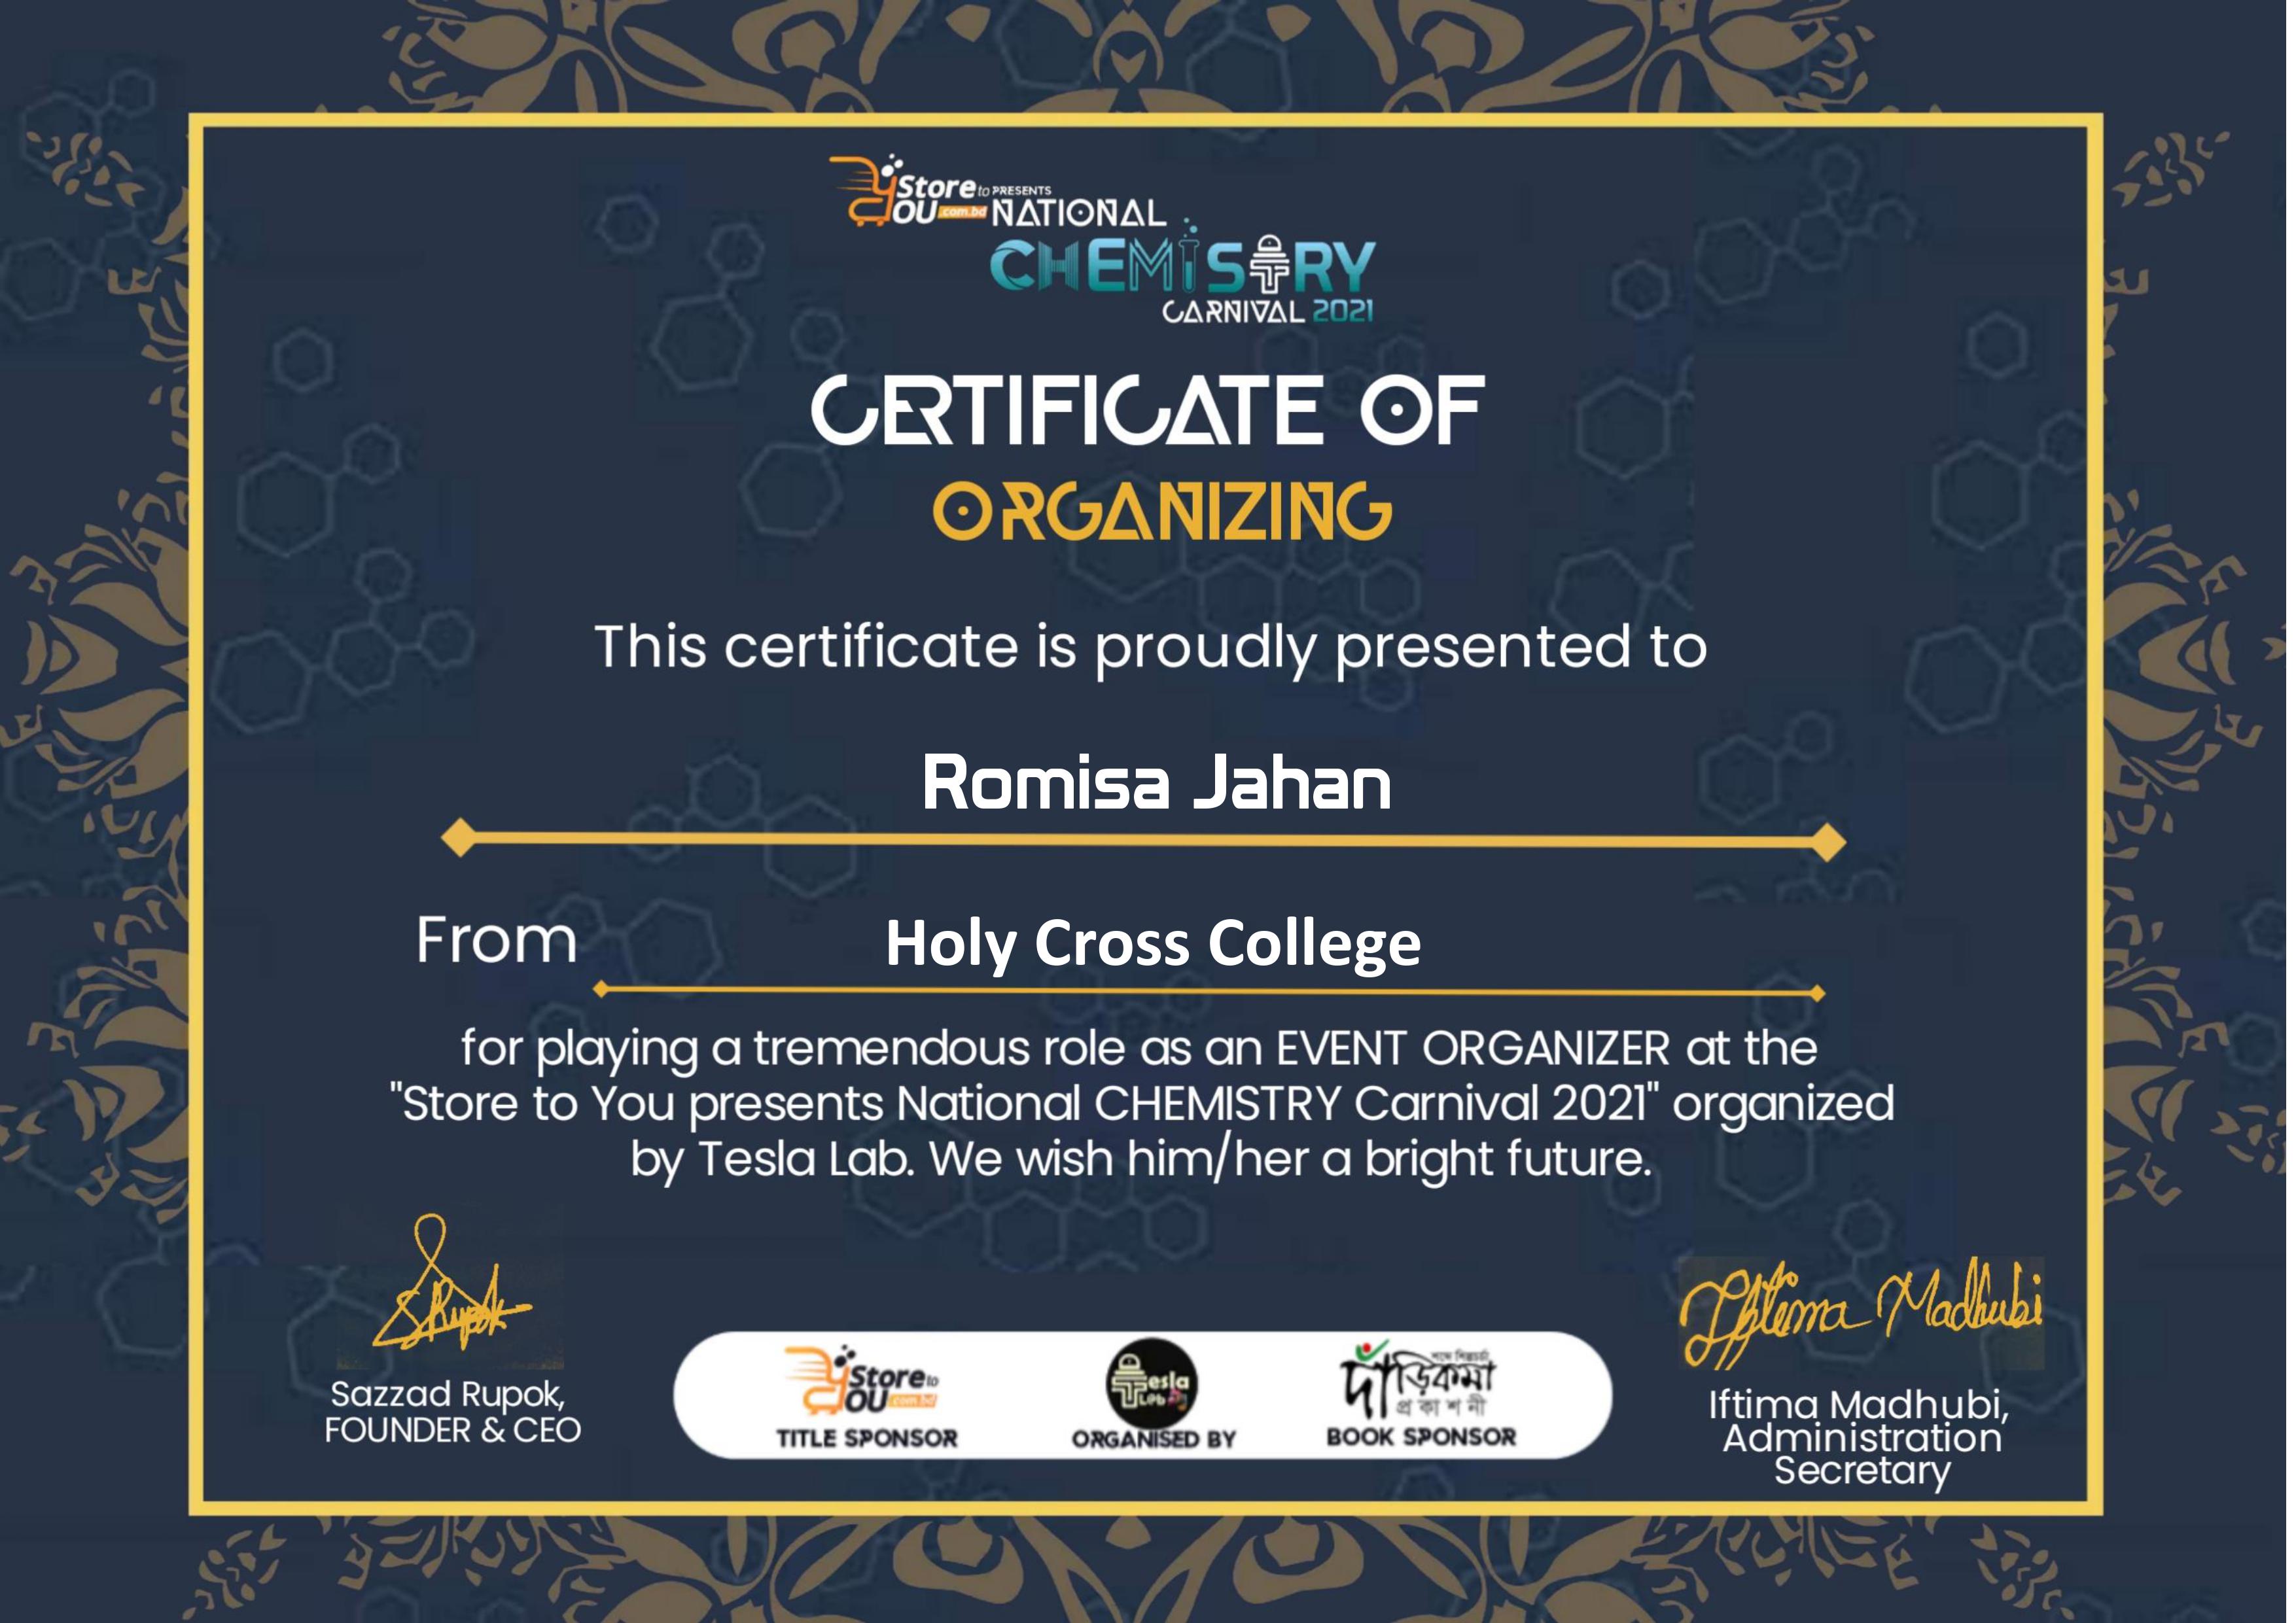 Store to PRESENTS
YOU .com.bd NATIONAL
CHEMISTRY
CARNIVAL 2021
CERTIFICATE OF
ORGANIZING
This certificate is proudly presented to
Romisa Jahan
From Holy Cross College
for playing a tremendous role as an EVENT ORGANIZER at the
"Store to You presents National CHEMISTRY Carnival 2021" organized
by Tesla Lab. We wish him/her a bright future.
SRupok
Sazzad Rupok,
FOUNDER & CEO
Store to
YOU .com.bd
TITLE SPONSOR
Tesla
Lab
ORGANISED BY
দাঁড়িকমা
প্রকাশনী
BOOK SPONSOR
Iftima Madhubi
Iftima Madhubi,
Administration
Secretary